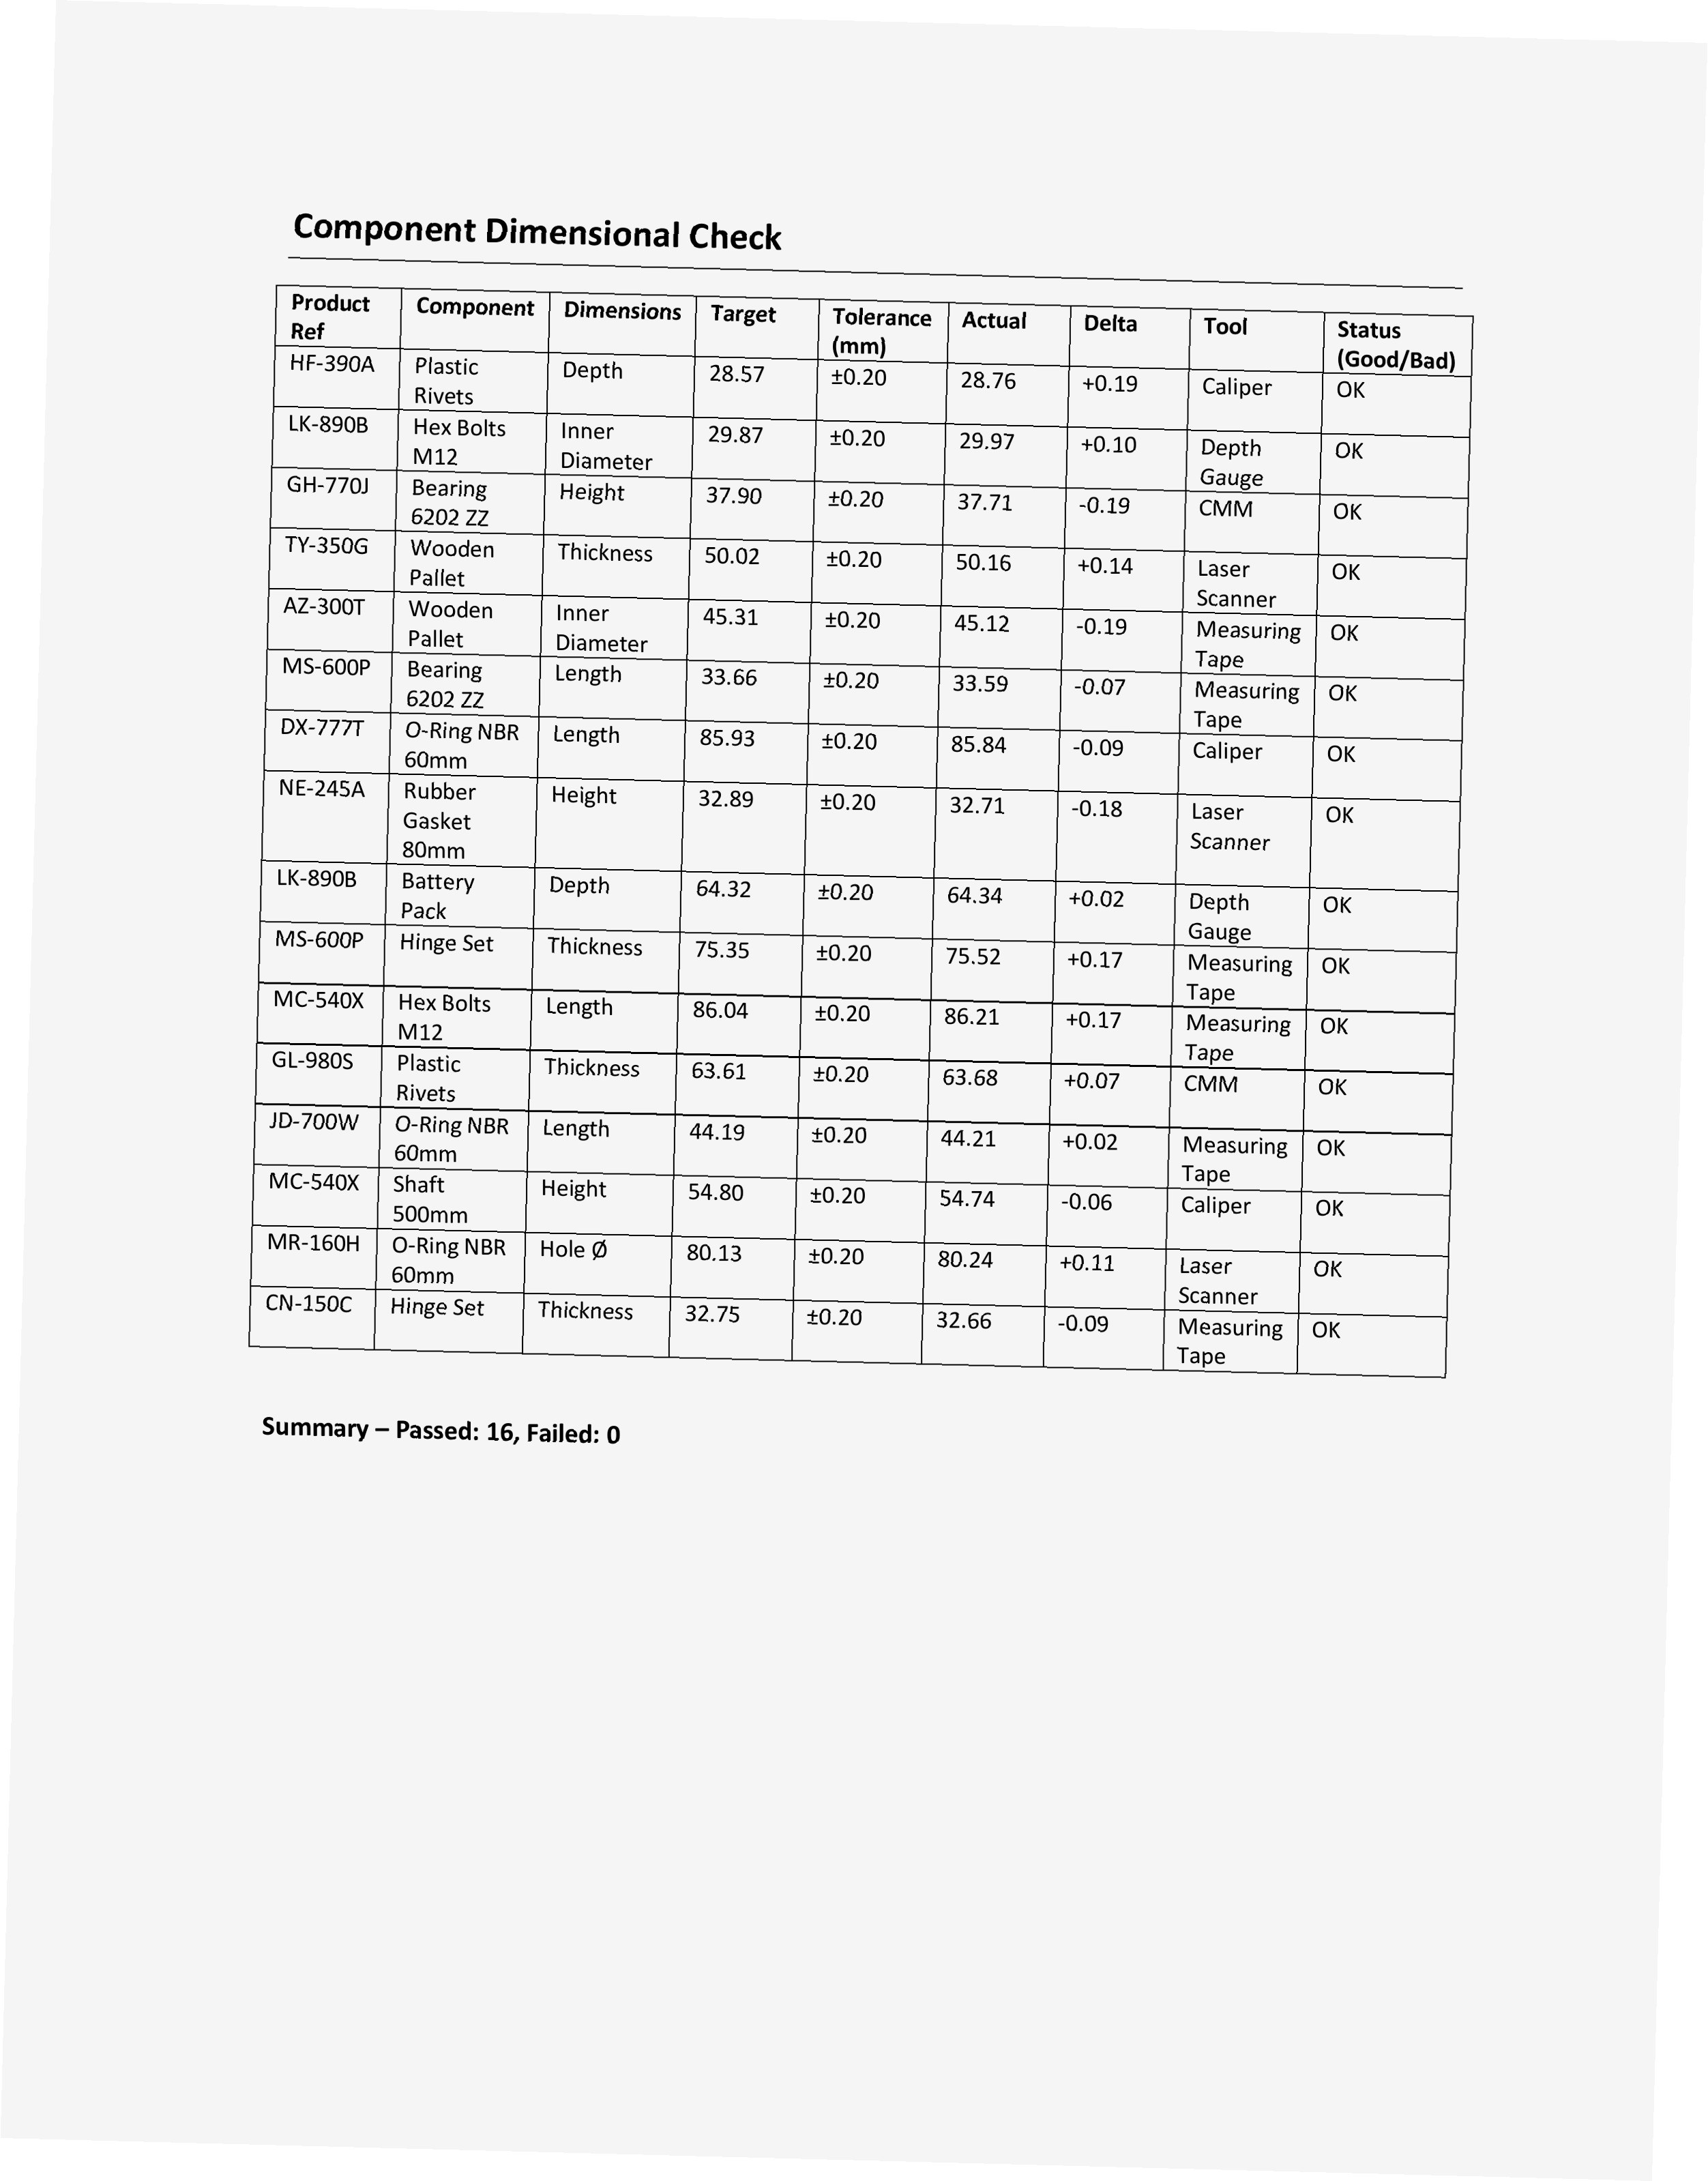 Component Dimensional Check
Product Ref | Component | Dimensions | Target | Tolerance (mm) | Actual | Delta | Tool | Status (Good/Bad)
HF-390A | Plastic Rivets | Depth | 28.57 | ±0.20 | 28.76 | +0.19 | Caliper | OK
LK-890B | Hex Bolts M12 | Inner Diameter | 29.87 | ±0.20 | 29.97 | +0.10 | Depth Gauge | OK
GH-770J | Bearing 6202 ZZ | Height | 37.90 | ±0.20 | 37.71 | -0.19 | CMM | OK
TY-350G | Wooden Pallet | Thickness | 50.02 | ±0.20 | 50.16 | +0.14 | Laser Scanner | OK
AZ-300T | Wooden Pallet | Inner Diameter | 45.31 | ±0.20 | 45.12 | -0.19 | Measuring Tape | OK
MS-600P | Bearing 6202 ZZ | Length | 33.66 | ±0.20 | 33.59 | -0.07 | Measuring Tape | OK
DX-777T | O-Ring NBR 60mm | Length | 85.93 | ±0.20 | 85.84 | -0.09 | Caliper | OK
NE-245A | Rubber Gasket 80mm | Height | 32.89 | ±0.20 | 32.71 | -0.18 | Laser Scanner | OK
LK-890B | Battery Pack | Depth | 64.32 | ±0.20 | 64.34 | +0.02 | Depth Gauge | OK
MS-600P | Hinge Set | Thickness | 75.35 | ±0.20 | 75.52 | +0.17 | Measuring Tape | OK
MC-540X | Hex Bolts M12 | Length | 86.04 | ±0.20 | 86.21 | +0.17 | Measuring Tape | OK
GL-980S | Plastic Rivets | Thickness | 63.61 | ±0.20 | 63.68 | +0.07 | CMM | OK
JD-700W | O-Ring NBR 60mm | Length | 44.19 | ±0.20 | 44.21 | +0.02 | Measuring Tape | OK
MC-540X | Shaft 500mm | Height | 54.80 | ±0.20 | 54.74 | -0.06 | Caliper | OK
MR-160H | O-Ring NBR 60mm | Hole Ø | 80.13 | ±0.20 | 80.24 | +0.11 | Laser Scanner | OK
CN-150C | Hinge Set | Thickness | 32.75 | ±0.20 | 32.66 | -0.09 | Measuring Tape | OK
Summary – Passed: 16, Failed: 0